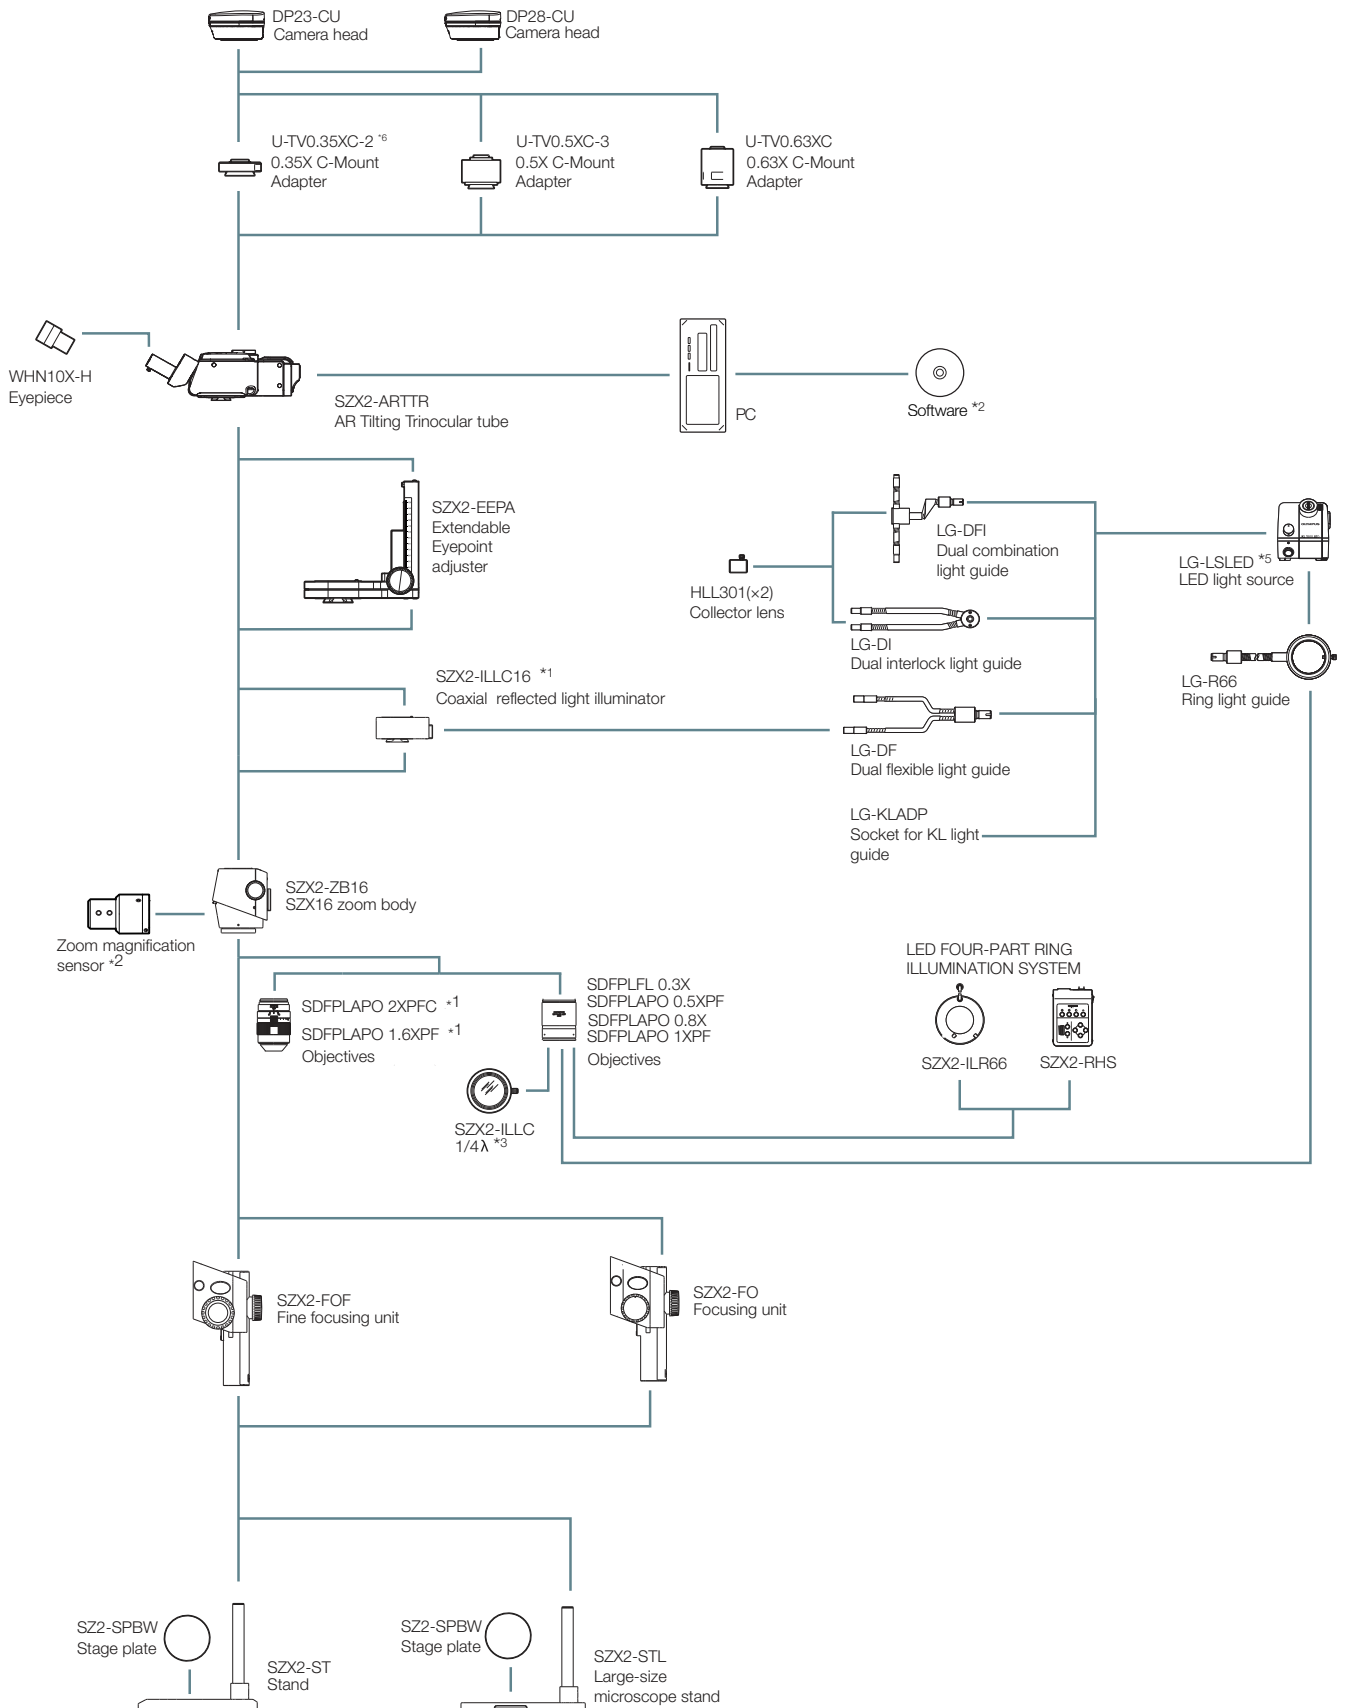 DP23-CU
Camera head
DP28-CU
Camera head
U-TV0.35XC-2 *6
0.35X C-Mount
Adapter
U-TV0.5XC-3
0.5X C-Mount
Adapter
U-TV0.63XC
0.63X C-Mount
Adapter
WHN10X-H
Eyepiece
SZX2-ARTTR
AR Tilting Trinocular tube
PC
Software *2
SZX2-EEPA
Extendable
Eyepoint
adjuster
LG-DFI
Dual combination
light guide
HLL301(×2)
Collector lens
LG-LSLED *5
LED light source
LG-DI
Dual interlock light guide
LG-R66
Ring light guide
SZX2-ILLC16 *1
Coaxial reflected light illuminator
LG-DF
Dual flexible light guide
LG-KLADP
Socket for KL light
guide
SZX2-ZB16
SZX16 zoom body
Zoom magnification
sensor *2
SDFPLAPO 2XPFC *1
SDFPLAPO 1.6XPF *1
Objectives
SDFPLFL 0.3X
SDFPLAPO 0.5XPF
SDFPLAPO 0.8X
SDFPLAPO 1XPF
Objectives
LED FOUR-PART RING
ILLUMINATION SYSTEM
SZX2-ILR66
SZX2-RHS
SZX2-ILLC
1/4λ *3
SZX2-FOF
Fine focusing unit
SZX2-FO
Focusing unit
SZ2-SPBW
Stage plate
SZX2-ST
Stand
SZ2-SPBW
Stage plate
SZX2-STL
Large-size
microscope stand